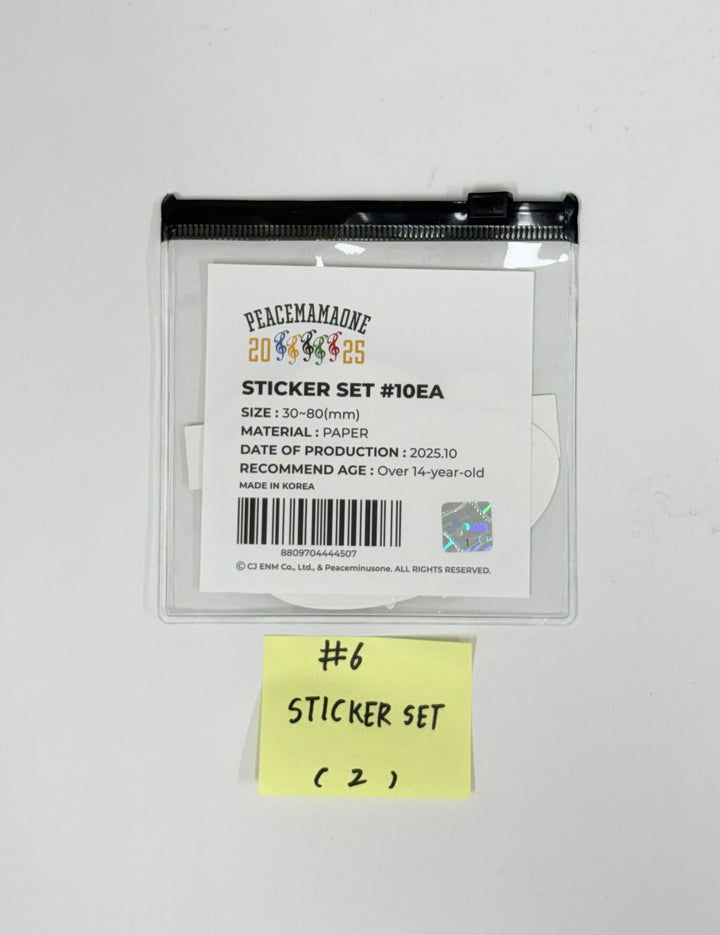 PEACEMAMAONE
20 25
STICKER SET #10EA
SIZE : 30~80(mm)
MATERIAL : PAPER
DATE OF PRODUCTION : 2025.10
RECOMMEND AGE : Over 14-year-old
MADE IN KOREA
8809704444507
© CJ ENM Co., Ltd., & Peaceminusone. ALL RIGHTS RESERVED.
#6
STICKER SET
( 2 )